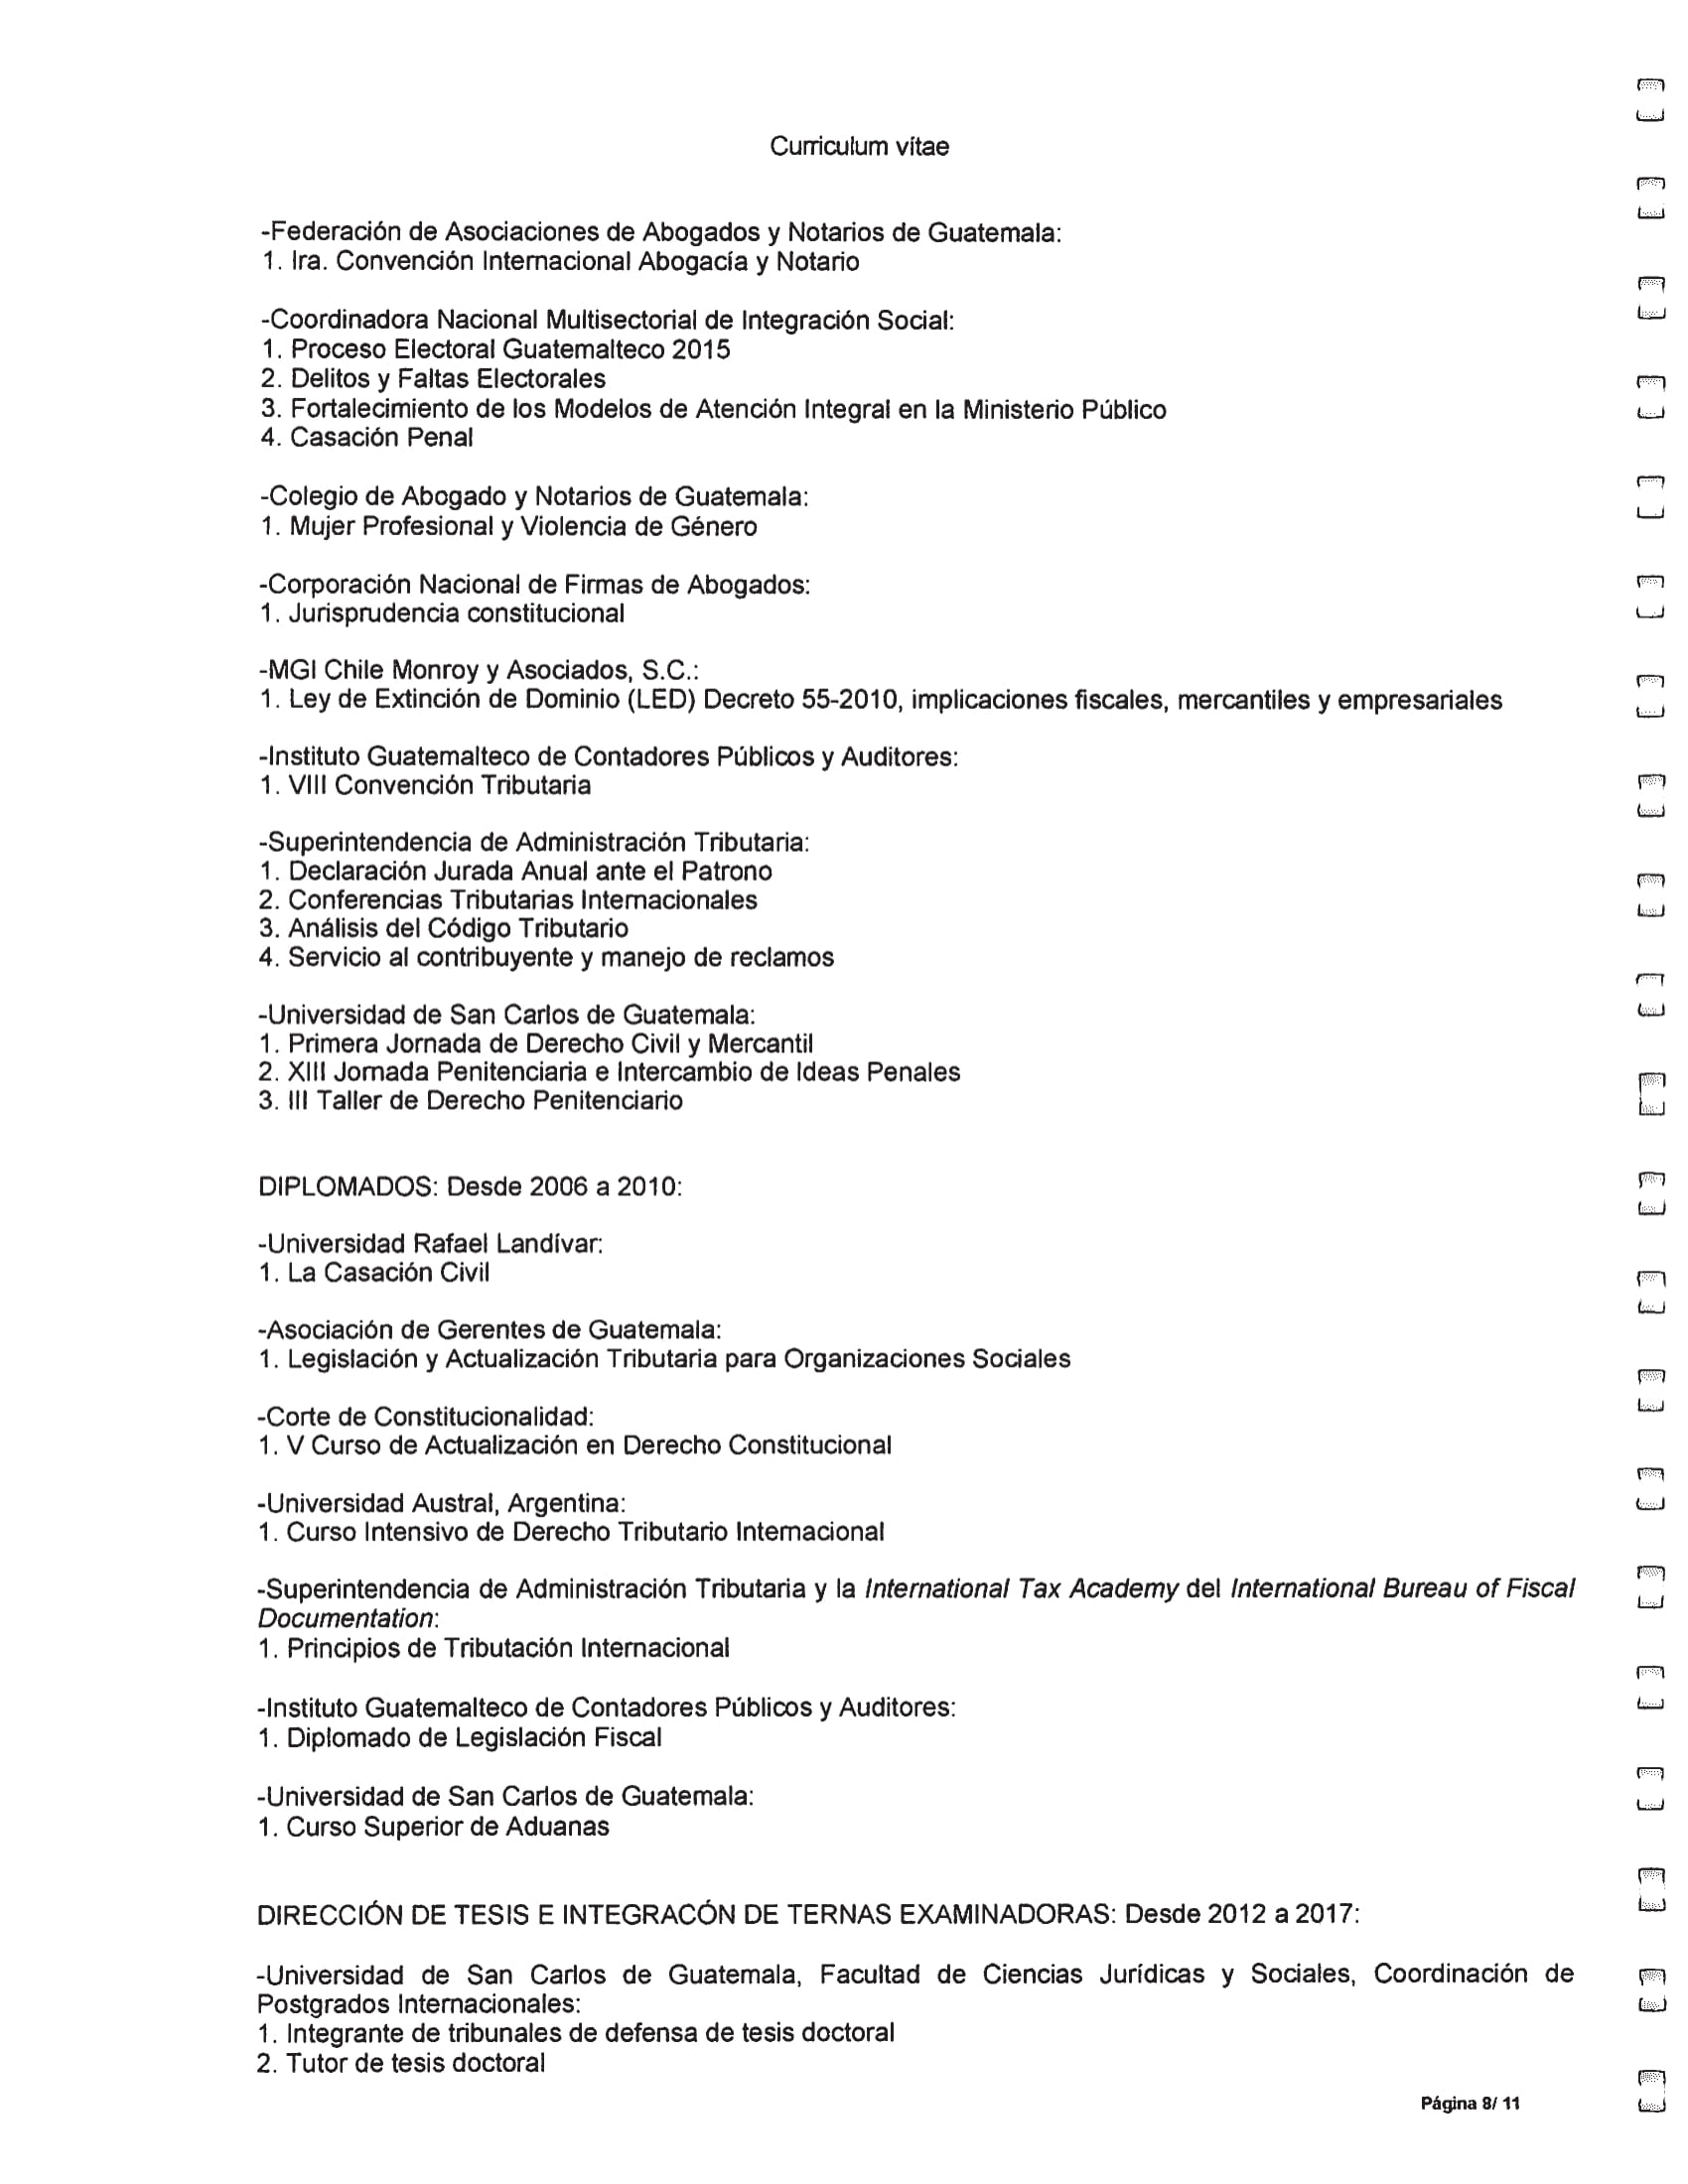 Curriculum vítae
-Federación de Asociaciones de Abogados y Notarios de Guatemala:
1. Ira. Convención Internacional Abogacía y Notario
-Coordinadora Nacional Multisectorial de Integración Social:
1. Proceso Electoral Guatemalteco 2015
2. Delitos y Faltas Electorales
3. Fortalecimiento de los Modelos de Atención Integral en la Ministerio Público
4. Casación Penal
-Colegio de Abogado y Notarios de Guatemala:
1. Mujer Profesional y Violencia de Género
-Corporación Nacional de Firmas de Abogados:
1. Jurisprudencia constitucional
-MGI Chile Monroy y Asociados, S.C.:
1. Ley de Extinción de Dominio (LED) Decreto 55-2010, implicaciones fiscales, mercantiles y empresariales
-Instituto Guatemalteco de Contadores Públicos y Auditores:
1. VIII Convención Tributaria
-Superintendencia de Administración Tributaria:
1. Declaración Jurada Anual ante el Patrono
2. Conferencias Tributarias Internacionales
3. Análisis del Código Tributario
4. Servicio al contribuyente y manejo de reclamos
-Universidad de San Carlos de Guatemala:
1. Primera Jornada de Derecho Civil y Mercantil
2. XIII Jornada Penitenciaria e Intercambio de Ideas Penales
3. III Taller de Derecho Penitenciario
DIPLOMADOS: Desde 2006 a 2010:
-Universidad Rafael Landívar:
1. La Casación Civil
-Asociación de Gerentes de Guatemala:
1. Legislación y Actualización Tributaria para Organizaciones Sociales
-Corte de Constitucionalidad:
1. V Curso de Actualización en Derecho Constitucional
-Universidad Austral, Argentina:
1. Curso Intensivo de Derecho Tributario Internacional
-Superintendencia de Administración Tributaria y la International Tax Academy del International Bureau of Fiscal
Documentation:
1. Principios de Tributación Internacional
-Instituto Guatemalteco de Contadores Públicos y Auditores:
1. Diplomado de Legislación Fiscal
-Universidad de San Carlos de Guatemala:
1. Curso Superior de Aduanas
DIRECCIÓN DE TESIS E INTEGRACÓN DE TERNAS EXAMINADORAS: Desde 2012 a 2017:
-Universidad de San Carlos de Guatemala, Facultad de Ciencias Jurídicas y Sociales, Coordinación de
Postgrados Internacionales:
1. Integrante de tribunales de defensa de tesis doctoral
2. Tutor de tesis doctoral
Página 8/ 11